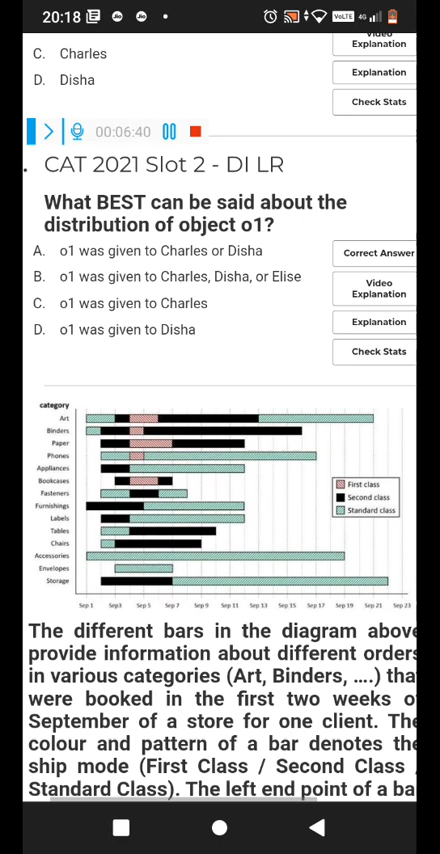 20:18
VoLTE 4G
Video
Explanation
C. Charles
D. Disha
Explanation
Check Stats
00:06:40
. CAT 2021 Slot 2 - DI LR
What BEST can be said about the
distribution of object o1?
A. o1 was given to Charles or Disha
Correct Answer
B. o1 was given to Charles, Disha, or Elise
Video
Explanation
C. o1 was given to Charles
D. o1 was given to Disha
Explanation
Check Stats
category
Art
Binders
Paper
Phones
Appliances
Bookcases
Fasteners
Furnishings
Labels
Tables
Chairs
Accessories
Envelopes
Storage
First class
Second class
Standard class
Sep 1 Sep3 Sep 5 Sep 7 Sep 9 Sep 11 Sep 13 Sep 15 Sep 17 Sep 19 Sep 21 Sep 23
The different bars in the diagram above
provide information about different orders
in various categories (Art, Binders, ....) tha
were booked in the first two weeks o
September of a store for one client. The
colour and pattern of a bar denotes the
ship mode (First Class / Second Class
Standard Class). The left end point of a ba